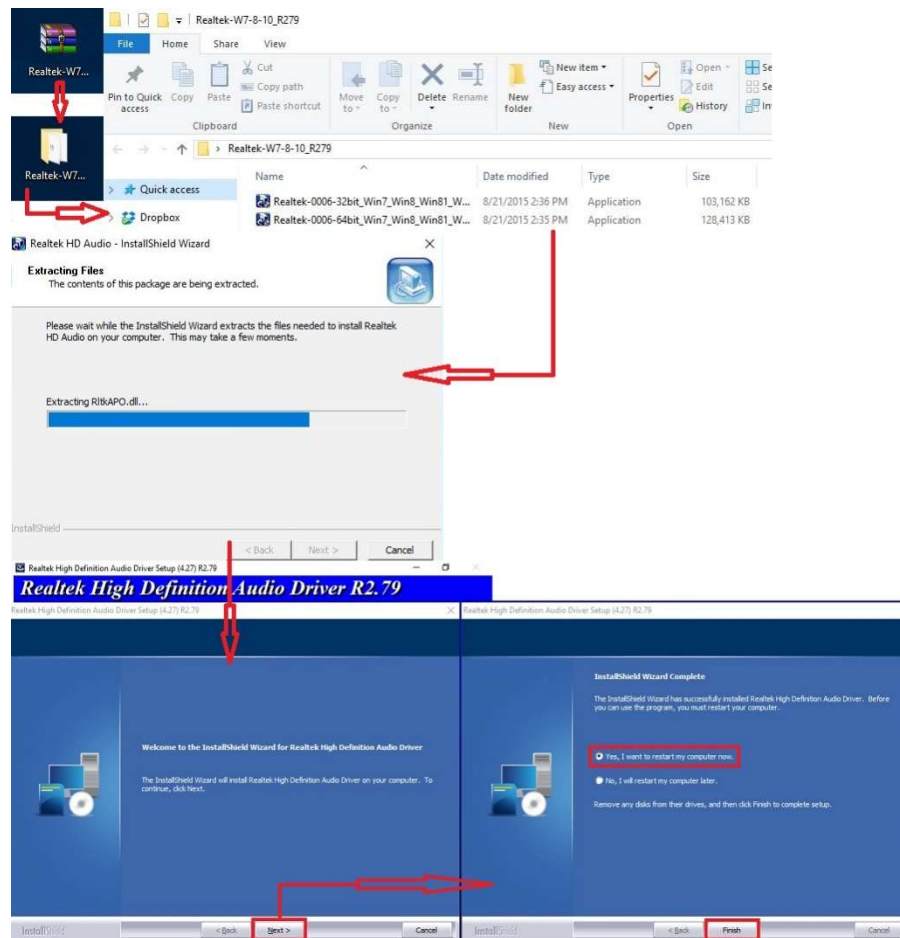 Realtek-W7-8-10_R279
File Home Share View
Realtek-W7...
Pin to Quick access
Copy
Paste
Cut
Copy path
Paste shortcut
Move to
Copy to
Delete
Rename
New folder
New item
Easy access
Properties
Open
Edit
History
Se
Se
In
Clipboard Organize New Open
Realtek-W7-8-10_R279
Realtek-W7...
Name Date modified Type Size
Quick access
Realtek-0006-32bit_Win7_Win8_Win81_W... 8/21/2015 2:36 PM Application 103,162 KB
Dropbox
Realtek-0006-64bit_Win7_Win8_Win81_W... 8/21/2015 2:35 PM Application 128,413 KB
Realtek HD Audio - InstallShield Wizard
Extracting Files
The contents of this package are being extracted.
Please wait while the InstallShield Wizard extracts the files needed to install Realtek
HD Audio on your computer. This may take a few moments.
Extracting RltkAPO.dll...
InstallShield
< Back Next > Cancel
Realtek High Definition Audio Driver Setup (4.27) R2.79
Realtek High Definition Audio Driver R2.79
Realtek High Definition Audio Driver Setup (4.27) R2.79
Welcome to the InstallShield Wizard for Realtek High Definition Audio Driver
The InstallShield Wizard will install Realtek High Definition Audio Driver on your computer. To
continue, click Next.
InstallShield
< Back Next > Cancel
Realtek High Definition Audio Driver Setup (4.27) R2.79
InstallShield Wizard Complete
The InstallShield Wizard has successfully installed Realtek High Definition Audio Driver. Before
you can use the program, you must restart your computer.
Yes, I want to restart my computer now.
No, I will restart my computer later.
Remove any disks from their drives, and then click Finish to complete setup.
InstallShield
< Back Finish Cancel